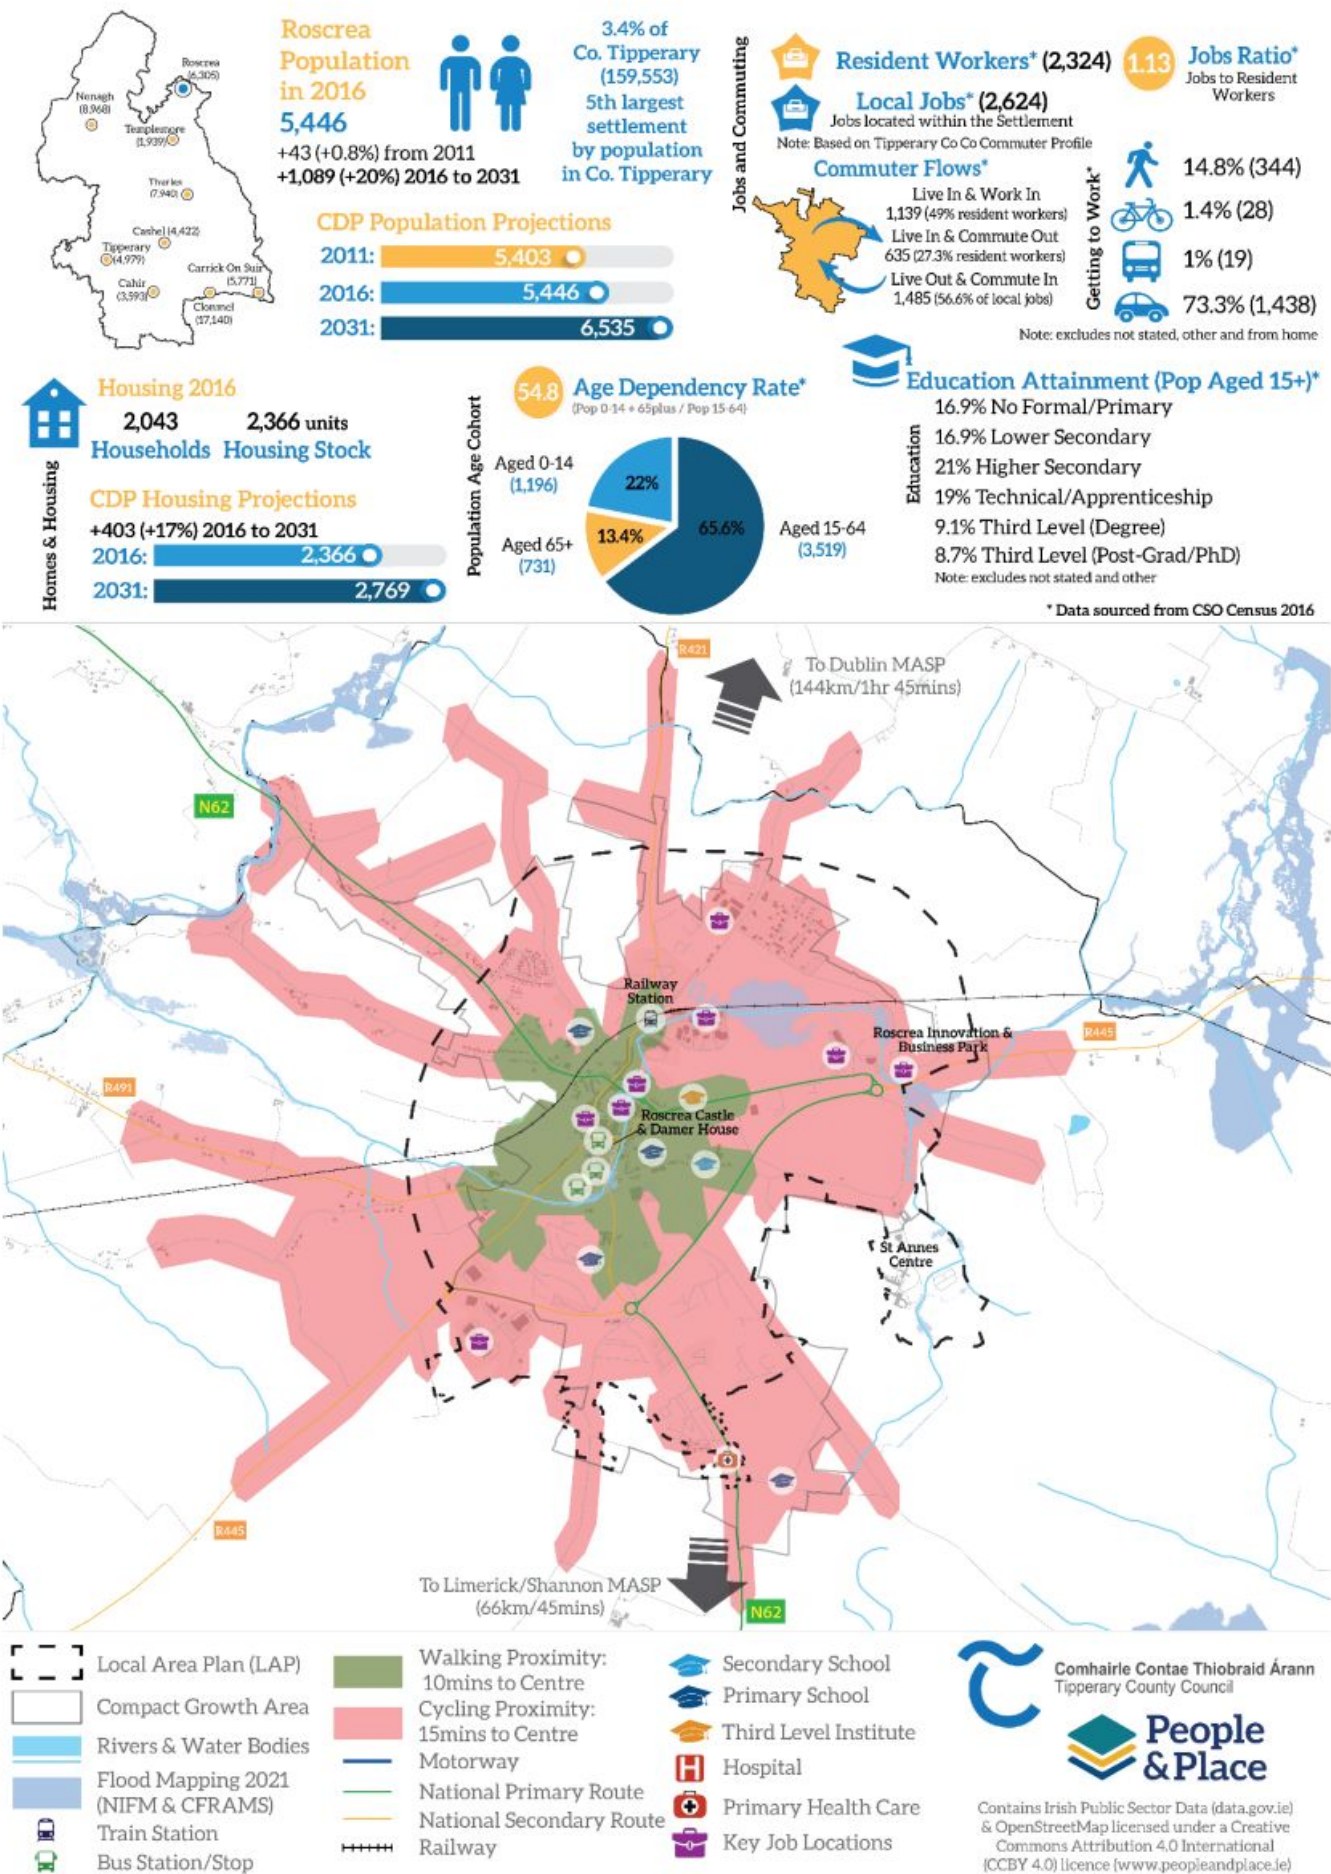 Roscrea
(6,305)
Nenagh
(8,968)
Templemore
(1,939)
Thurles
(7,940)
Cashel (4,422)
Tipperary
(4,979)
Carrick On Suir
(5,771)
Cahir
(3,593)
Clonmel
(17,140)
Roscrea
Population
in 2016
5,446
+43 (+0.8%) from 2011
+1,089 (+20%) 2016 to 2031
3.4% of
Co. Tipperary
(159,553)
5th largest
settlement
by population
in Co. Tipperary
CDP Population Projections
2011: 5,403
2016: 5,446
2031: 6,535
Jobs and Commuting
Resident Workers* (2,324)
Local Jobs* (2,624)
Jobs located within the Settlement
Note: Based on Tipperary Co Co Commuter Profile
1.13
Jobs Ratio*
Jobs to Resident
Workers
Commuter Flows*
Live In & Work In
1,139 (49% resident workers)
Live In & Commute Out
635 (27.3% resident workers)
Live Out & Commute In
1,485 (56.6% of local jobs)
Getting to Work*
14.8% (344)
1.4% (28)
1% (19)
73.3% (1,438)
Note: excludes not stated, other and from home
Homes & Housing
Housing 2016
2,043 2,366 units
Households Housing Stock
CDP Housing Projections
+403 (+17%) 2016 to 2031
2016: 2,366
2031: 2,769
Population Age Cohort
54.8
Age Dependency Rate*
(Pop 0-14 + 65plus / Pop 15-64)
Aged 0-14
(1,196)
22%
Aged 65+
(731)
13.4%
65.6%
Aged 15-64
(3,519)
Education
Education Attainment (Pop Aged 15+)*
16.9% No Formal/Primary
16.9% Lower Secondary
21% Higher Secondary
19% Technical/Apprenticeship
9.1% Third Level (Degree)
8.7% Third Level (Post-Grad/PhD)
Note: excludes not stated and other
* Data sourced from CSO Census 2016
R421
To Dublin MASP
(144km/1hr 45mins)
N62
Railway
Station
Roscrea Innovation &
Business Park
R445
R491
Roscrea Castle
& Damer House
St Annes
Centre
R445
To Limerick/Shannon MASP
(66km/45mins)
N62
Local Area Plan (LAP)
Compact Growth Area
Rivers & Water Bodies
Flood Mapping 2021
(NIFM & CFRAMS)
Train Station
Bus Station/Stop
Walking Proximity:
10mins to Centre
Cycling Proximity:
15mins to Centre
Motorway
National Primary Route
National Secondary Route
Railway
Secondary School
Primary School
Third Level Institute
H Hospital
Primary Health Care
Key Job Locations
Comhairle Contae Thiobraid Árann
Tipperary County Council
People
&Place
Contains Irish Public Sector Data (data.gov.ie)
& OpenStreetMap licensed under a Creative
Commons Attribution 4.0 International
(CCBY 4.0) licence (www.peopleandplace.ie)